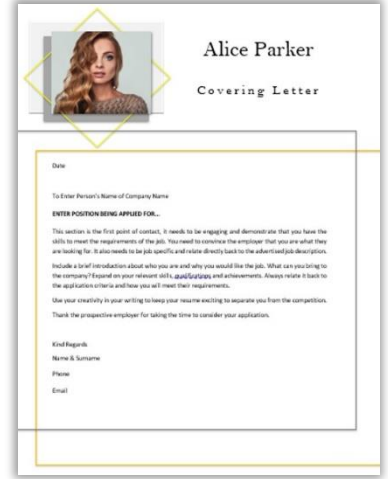 Alice Parker
Covering Letter
Date
To Enter Person's Name of Company Name
ENTER POSITION BEING APPLIED FOR...
This section is the first point of contact, it needs to be engaging and demonstrate that you have the
skills to meet the requirements of the job. You need to convince the employer that you are what they
are looking for. It also needs to be job specific and relate directly back to the advertised job description.
Include a brief introduction about who you are and why you would like the job. What can you bring to
the company? Expand on your relevant skills, qualifications and achievements. Always relate it back to
the application criteria and how you will meet their requirements.
Use your creativity in your writing to keep your resume exciting to separate you from the competition.
Thank the prospective employer for taking the time to consider your application.
Kind Regards
Name & Surname
Phone
Email